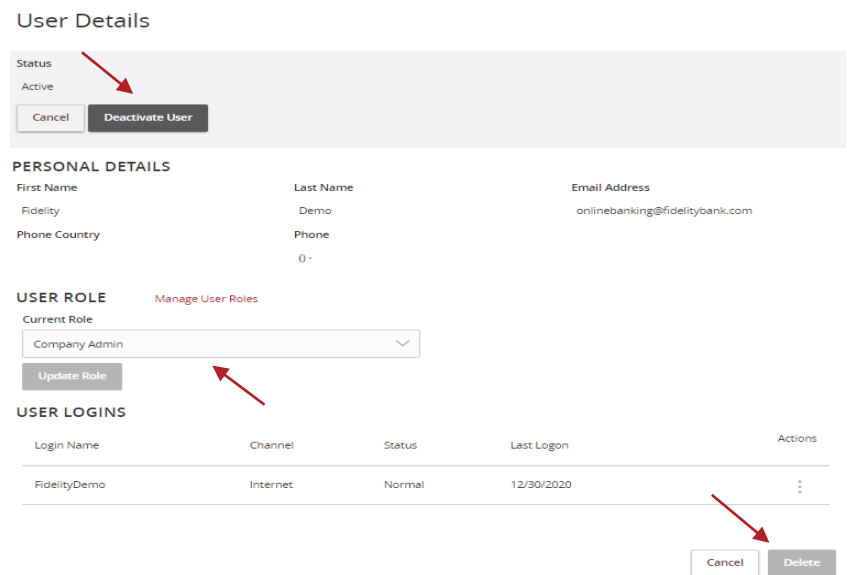 User Details
Status
Active
Cancel Deactivate User
PERSONAL DETAILS
First Name Last Name Email Address
Fidelity Demo onlinebanking@fidelitybank.com
Phone Country Phone
() -
USER ROLE Manage User Roles
Current Role
Company Admin
Update Role
USER LOGINS
Login Name Channel Status Last Logon Actions
FidelityDemo Internet Normal 12/30/2020
Cancel Delete